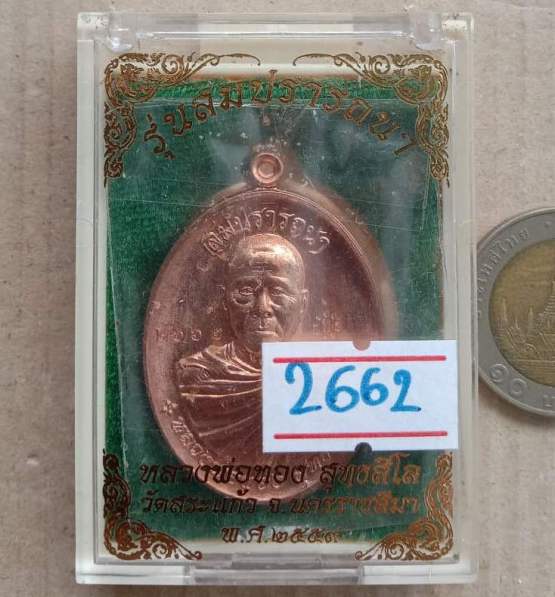 รุ่นสมปรารถนา
สมปรารถนา
2662
หลวงพ่อทอง สุทธสีโล
วัดสระแก้ว จ.นครราชสีมา
พ.ศ.๒๕๕๙